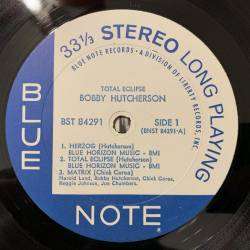 33⅓ STEREO LONG PLAYING
BLUE NOTE RECORDS • A DIVISION OF LIBERTY RECORDS, INC.
TOTAL ECLIPSE
BOBBY HUTCHERSON
BST 84291
SIDE 1
(BNST 84291-A)
1. HERZOG (Hutcherson)
BLUE HORIZON MUSIC - BMI
2. TOTAL ECLIPSE (Hutcherson)
BLUE HORIZON MUSIC - BMI
3. MATRIX (Chick Corea)
Harold Land, Bobby Hutcherson, Chick Corea,
Reggie Johnson, Joe Chambers.
BLUE
NOTE